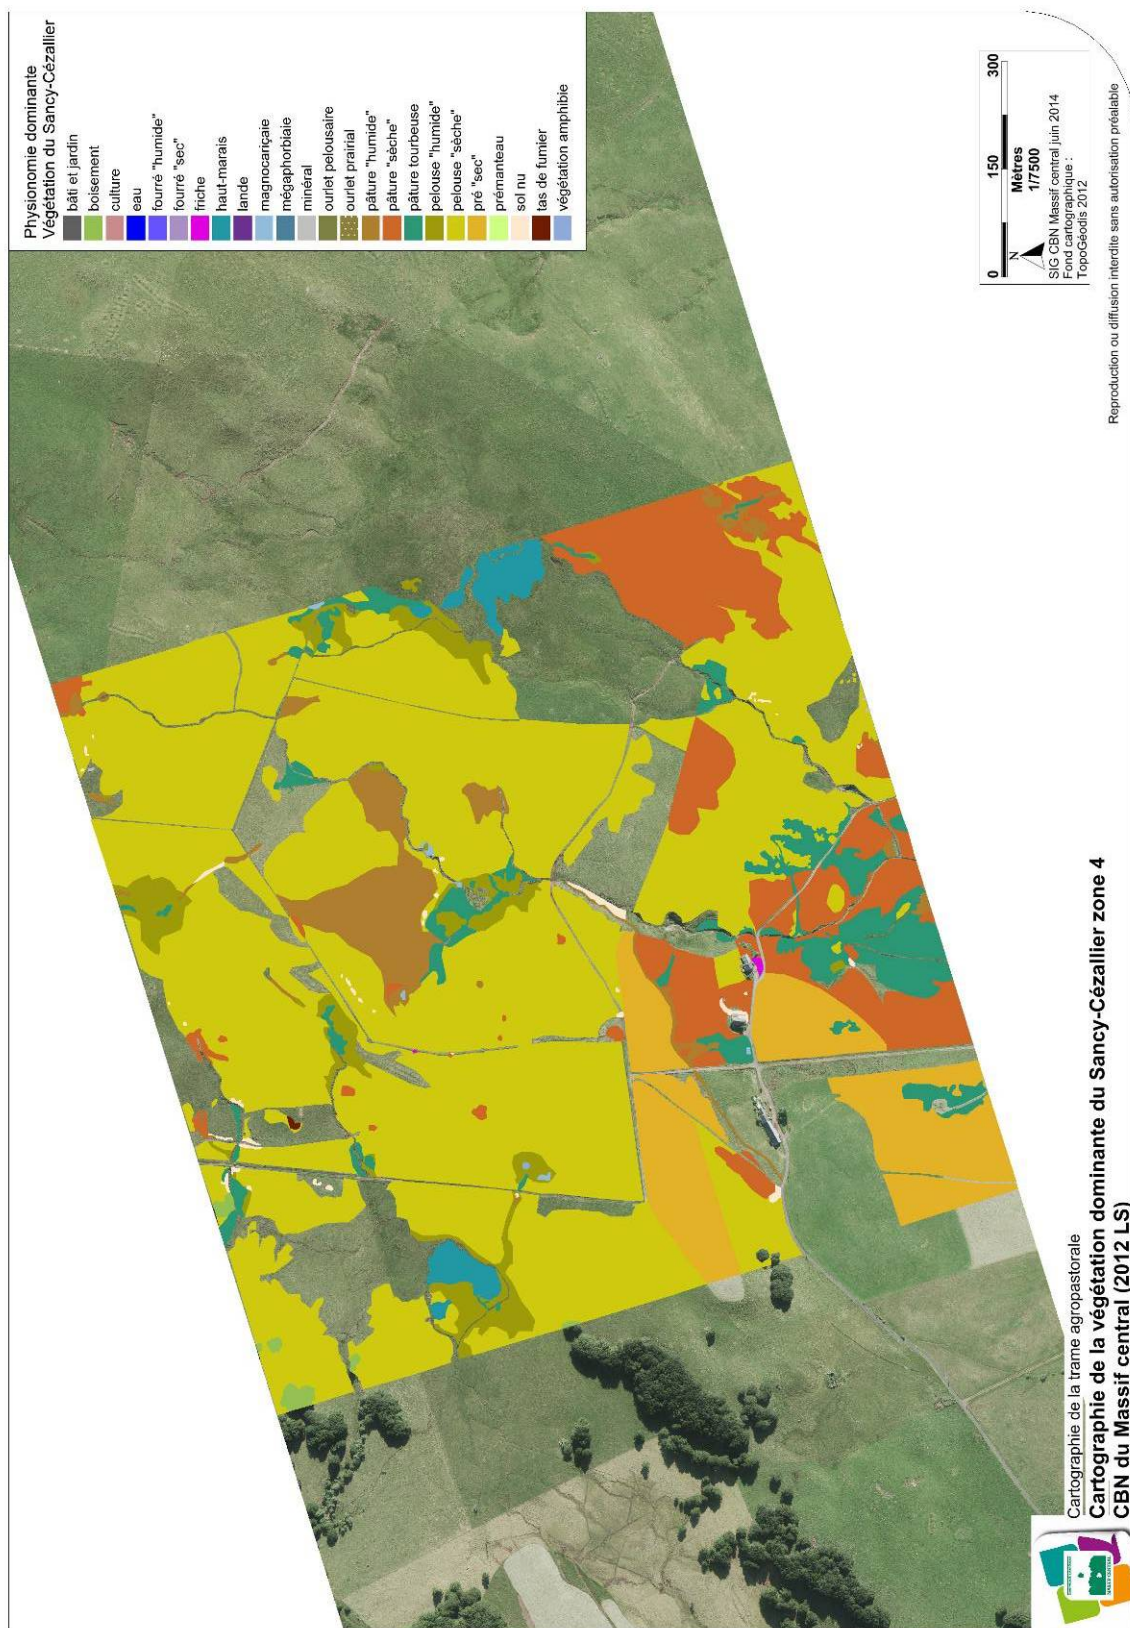 Physionomie dominante
Végétation du Sancy-Cézallier
bâti et jardin
boisement
culture
eau
fourré "humide"
fourré "sec"
friche
haut-marais
lande
magnocariçaie
mégaphorbiaie
minéral
ourlet pelousaire
ourlet prairial
pâture "humide"
pâture "sèche"
pâture tourbeuse
pelouse "humide"
pelouse "sèche"
pré "sec"
prémanteau
sol nu
tas de fumier
végétation amphibie
0 150 300
Mètres
1/7500
N
SIG CBN Massif central juin 2014
Fond cartographique :
TopoGéodis 2012
Reproduction ou diffusion interdite sans autorisation préalable
Cartographie de la trame agropastorale
Cartographie de la végétation dominante du Sancy-Cézallier zone 4
CBN du Massif central (2012 LS)